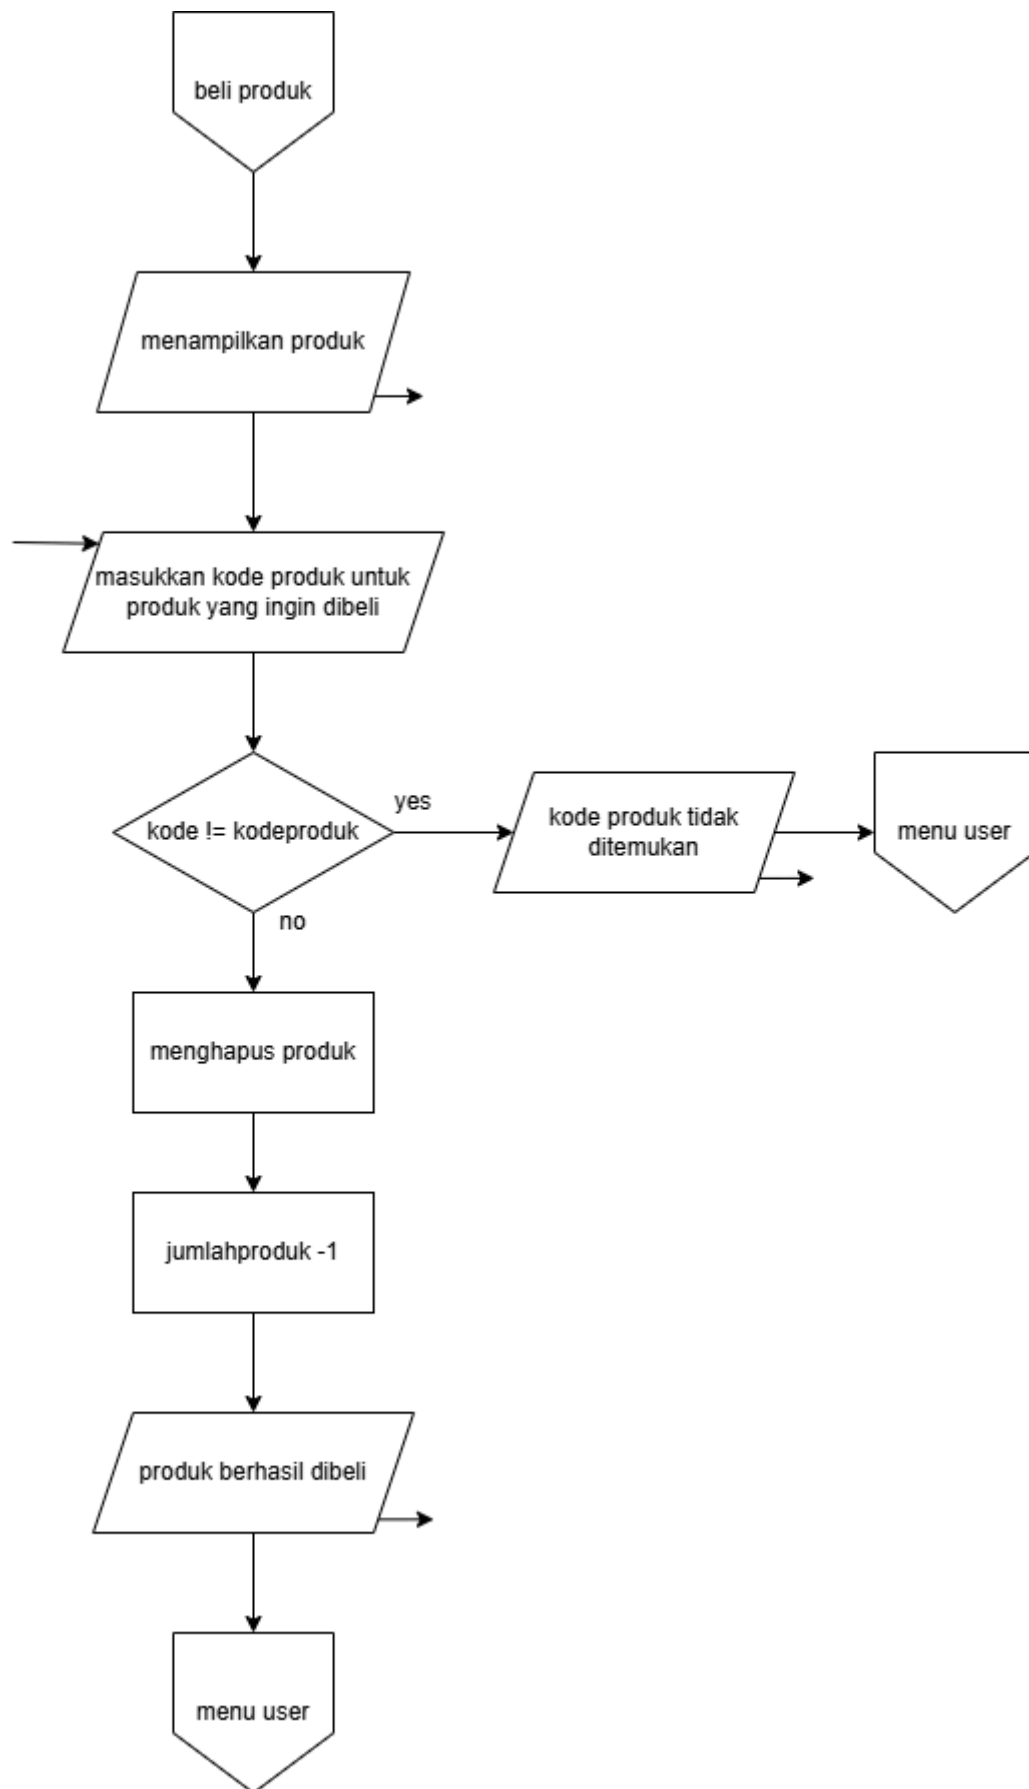 beli produk
menampilkan produk
masukkan kode produk untuk
produk yang ingin dibeli
kode != kodeproduk
yes
kode produk tidak
ditemukan
menu user
no
menghapus produk
jumlahproduk -1
produk berhasil dibeli
menu user